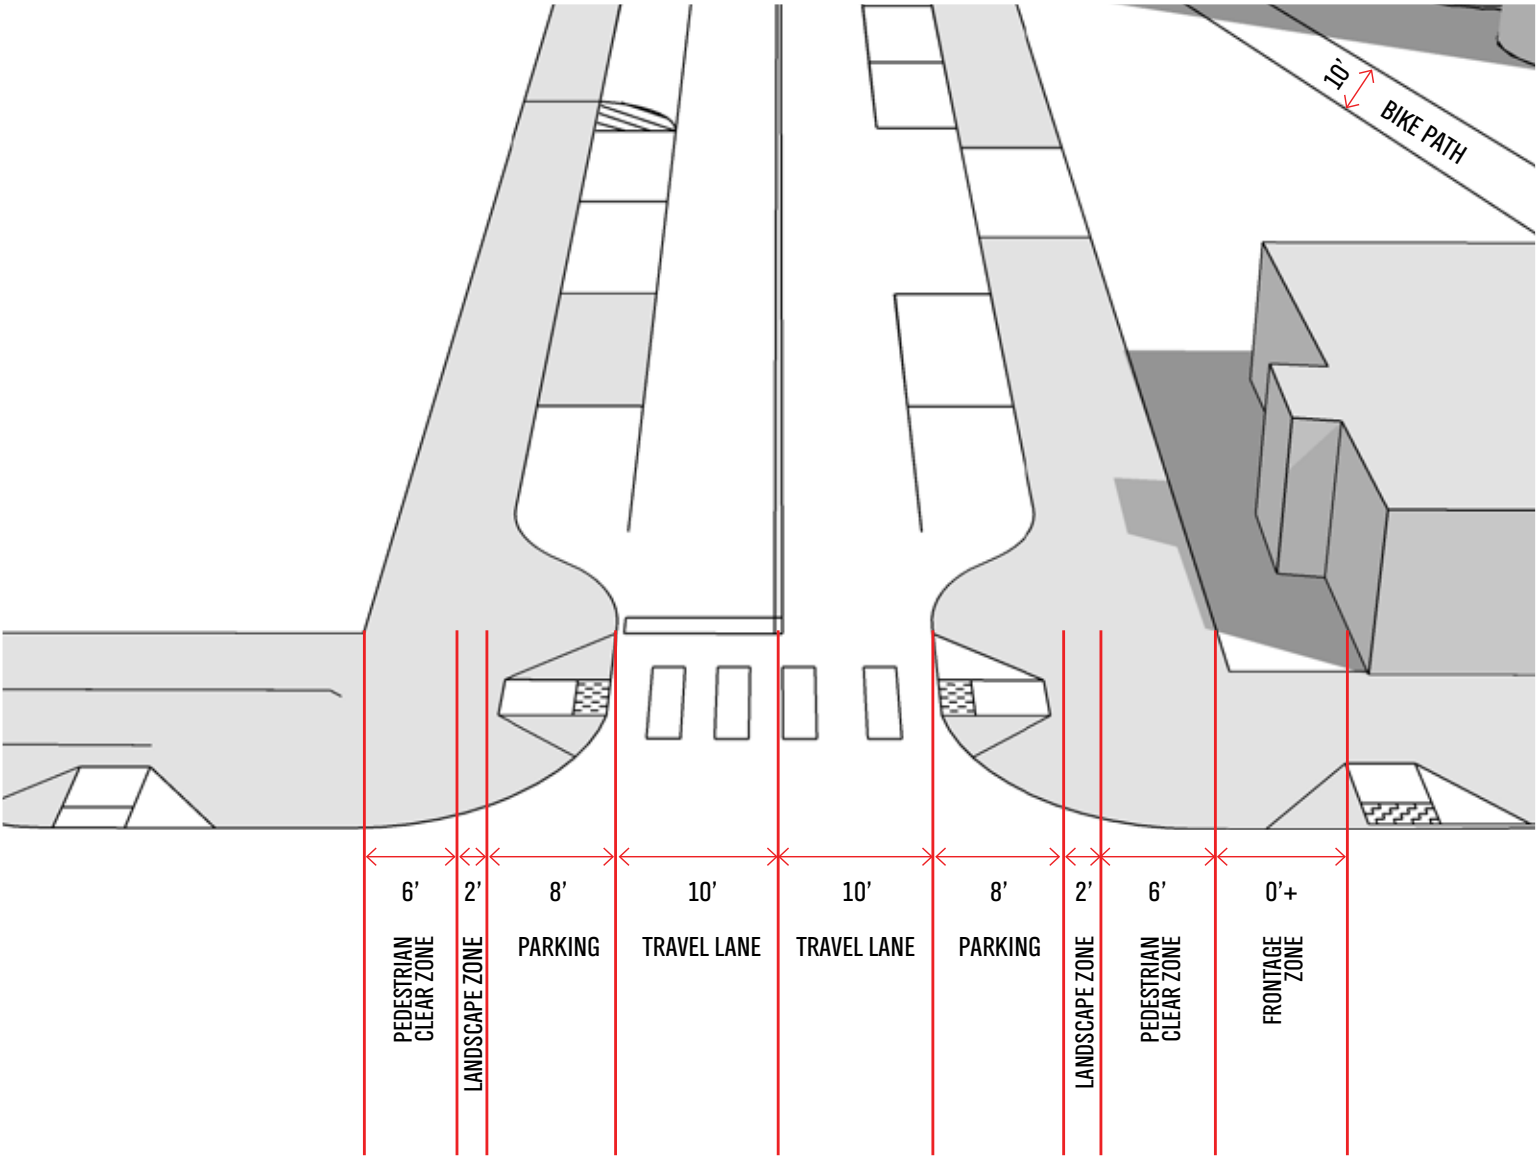 10’
BIKE PATH
6’
2’
8’
10’
10’
8’
2’
6’
0’+
PEDESTRIAN
CLEAR ZONE
LANDSCAPE ZONE
PARKING
TRAVEL LANE
TRAVEL LANE
PARKING
LANDSCAPE ZONE
PEDESTRIAN
CLEAR ZONE
FRONTAGE
ZONE